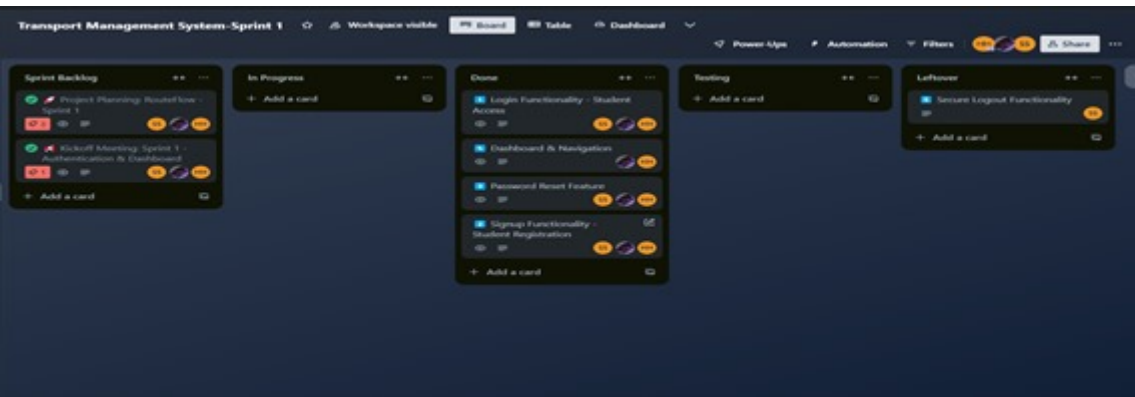 Transport Management System-Sprint 1
Workspace visible
Board
Table
Dashboard
Power-Ups
Automation
Filters
Share
Sprint Backlog
Project Planning: RouteFlow -
Sprint 1
Kickoff Meeting: Sprint 1 -
Authentication & Dashboard
+ Add a card
In Progress
+ Add a card
Done
Login Functionality - Student
Access
Dashboard & Navigation
Password Reset Feature
Signup Functionality -
Student Registration
+ Add a card
Testing
+ Add a card
Leftover
Secure Logout Functionality
+ Add a card